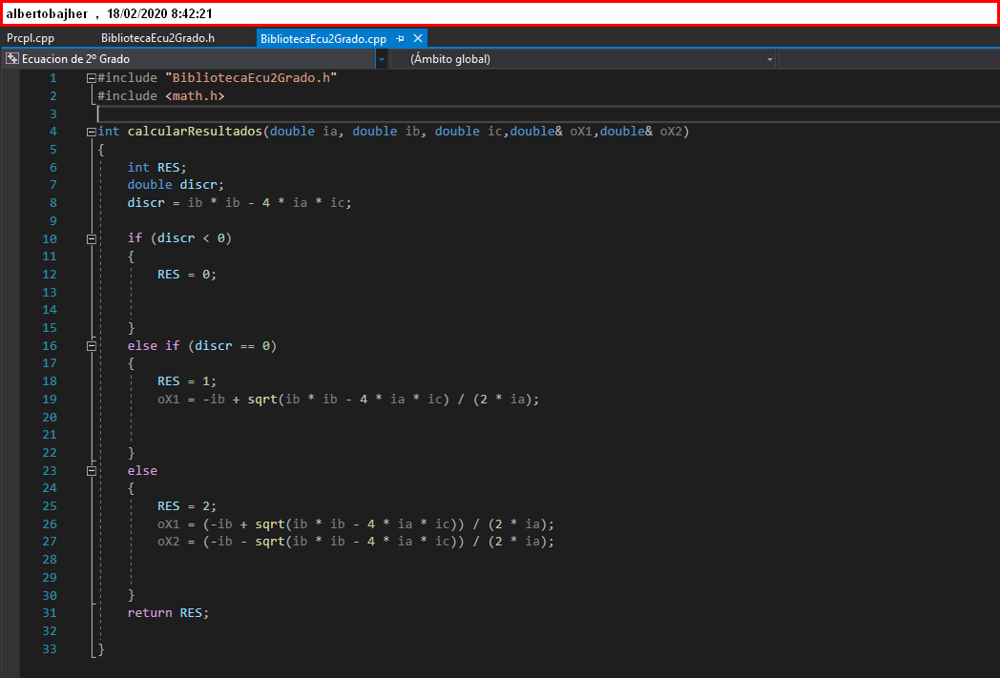 albertobajher , 18/02/2020 8:42:21
Prcpl.cpp BibliotecaEcu2Grado.h BibliotecaEcu2Grado.cpp
Ecuacion de 2º Grado (Ámbito global)
1 #include "BibliotecaEcu2Grado.h"
2 #include <math.h>
3
4 int calcularResultados(double ia, double ib, double ic,double& oX1,double& oX2)
5 {
6 int RES;
7 double discr;
8 discr = ib * ib - 4 * ia * ic;
9
10 if (discr < 0)
11 {
12 RES = 0;
13
14
15 }
16 else if (discr == 0)
17 {
18 RES = 1;
19 oX1 = -ib + sqrt(ib * ib - 4 * ia * ic) / (2 * ia);
20
21
22 }
23 else
24 {
25 RES = 2;
26 oX1 = (-ib + sqrt(ib * ib - 4 * ia * ic)) / (2 * ia);
27 oX2 = (-ib - sqrt(ib * ib - 4 * ia * ic)) / (2 * ia);
28
29
30 }
31 return RES;
32
33 }